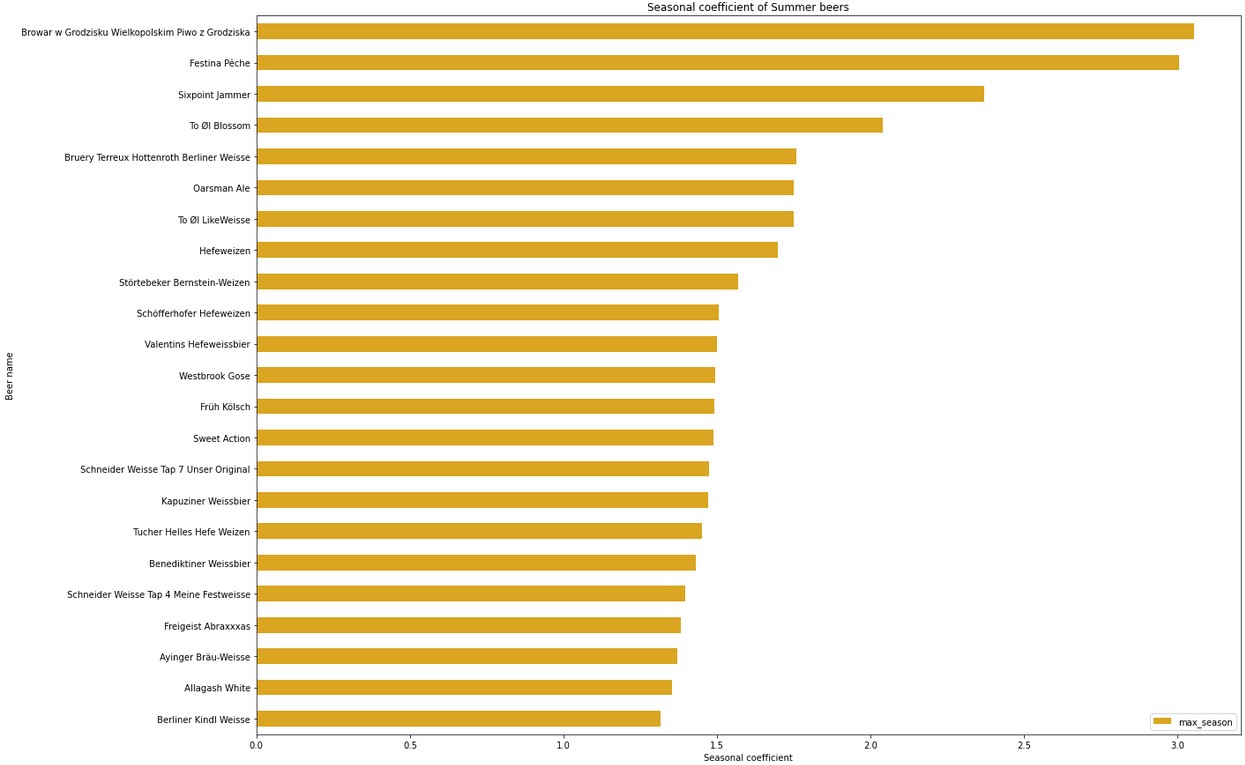 Seasonal coefficient of Summer beers
Browar w Grodzisku Wielkopolskim Piwo z Grodziska
Festina Pêche
Sixpoint Jammer
To Øl Blossom
Bruery Terreux Hottenroth Berliner Weisse
Oarsman Ale
To Øl LikeWeisse
Hefeweizen
Störtebeker Bernstein-Weizen
Schöfferhofer Hefeweizen
Valentins Hefeweissbier
Westbrook Gose
Früh Kölsch
Sweet Action
Schneider Weisse Tap 7 Unser Original
Kapuziner Weissbier
Tucher Helles Hefe Weizen
Benediktiner Weissbier
Schneider Weisse Tap 4 Meine Festweisse
Freigeist Abraxxxas
Ayinger Bräu-Weisse
Allagash White
Berliner Kindl Weisse
Beer name
max_season
0.0 0.5 1.0 1.5 2.0 2.5 3.0
Seasonal coefficient